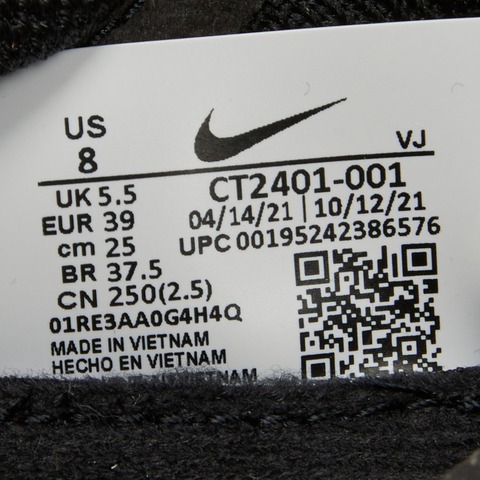 US
8
VJ
UK 5.5
EUR 39
cm 25
BR 37.5
CN 250(2.5)
01RE3AA0G4H4Q
MADE IN VIETNAM
HECHO EN VIETNAM
CT2401-001
04/14/21 | 10/12/21
UPC 00195242386576